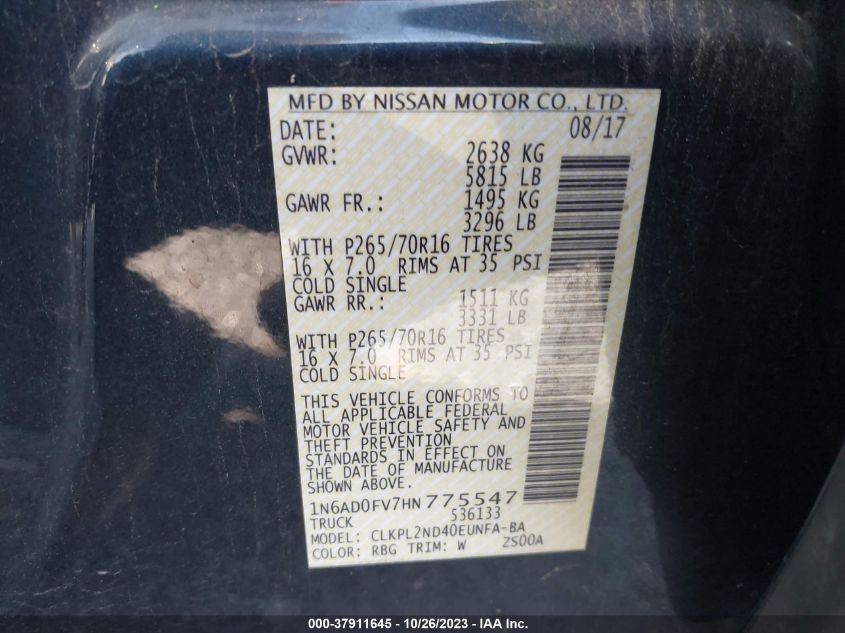 MFD BY NISSAN MOTOR CO., LTD.
DATE: 08/17
GVWR: 2638 KG
5815 LB
GAWR FR.: 1495 KG
3296 LB
WITH P265/70R16 TIRES
16 X 7.0 RIMS AT 35 PSI
COLD SINGLE
GAWR RR.: 1511 KG
3331 LB
WITH P265/70R16 TIRES
16 X 7.0 RIMS AT 35 PSI
COLD SINGLE
THIS VEHICLE CONFORMS TO
ALL APPLICABLE FEDERAL
MOTOR VEHICLE SAFETY AND
THEFT PREVENTION
STANDARDS IN EFFECT ON
THE DATE OF MANUFACTURE
SHOWN ABOVE.
1N6AD0FV7HN775547
TRUCK 536133
MODEL: CLKPL2ND40EUNFA-BA
COLOR: RBG TRIM: W ZS00A
000-37911645 | 10/26/2023 - IAA Inc.